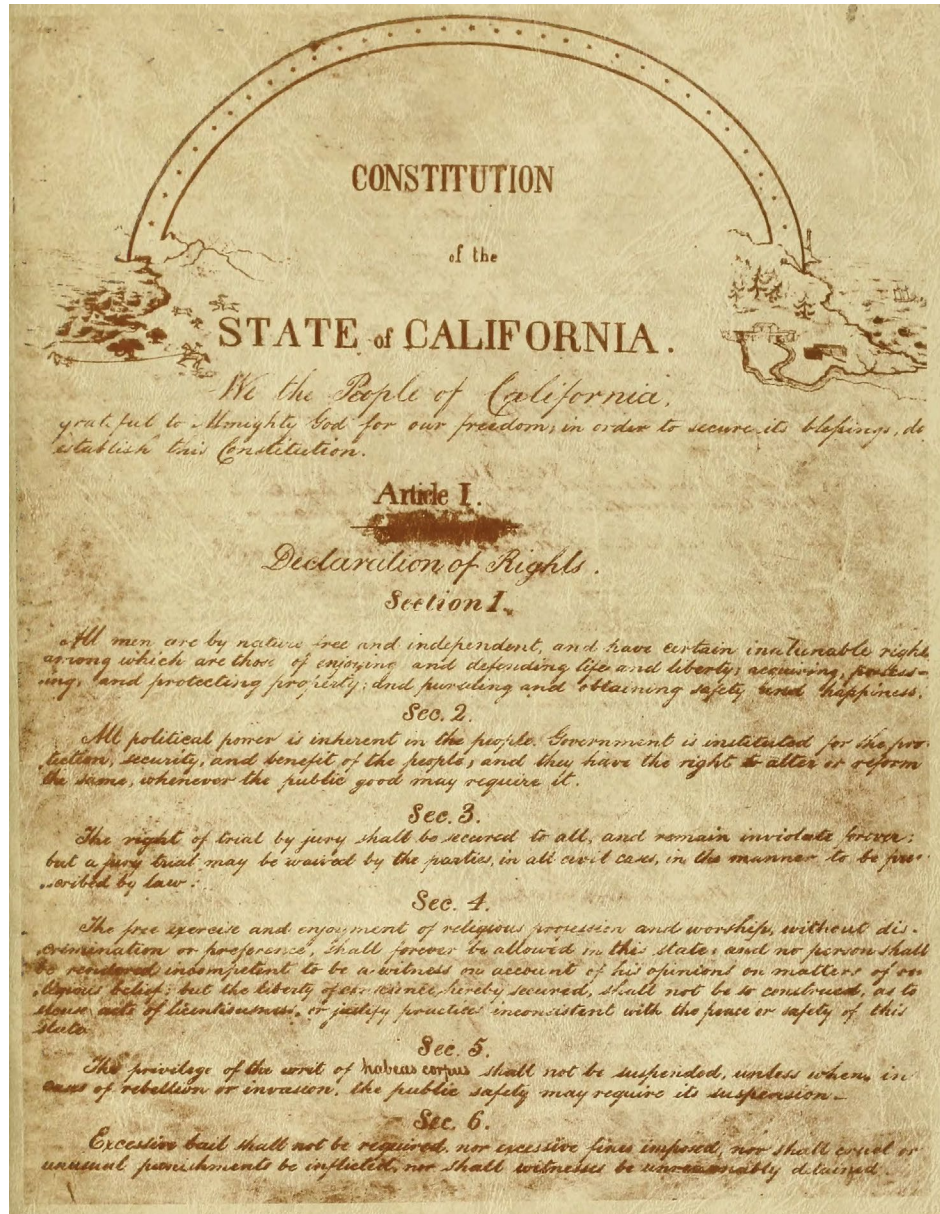 CONSTITUTION
of the
STATE of CALIFORNIA.
We the People of California,
grateful to Almighty God for our freedom; in order to secure its blessings, do
establish this Constitution.
Article I.
Declaration of Rights.
Section I.
All men are by nature free and independent, and have certain inalienable rights
among which are those of enjoying and defending life and liberty; acquiring, possess-
ing, and protecting property; and pursuing and obtaining safety and happiness.
Sec. 2.
All political power is inherent in the people. Government is instituted for the pro-
tection, security, and benefit of the people; and they have the right to alter or reform
the same, whenever the public good may require it.
Sec. 3.
The right of trial by jury shall be secured to all, and remain inviolate forever;
but a jury trial may be waived by the parties, in all civil cases, in the manner to be pre-
scribed by law.
Sec. 4.
The free exercise and enjoyment of religious profession and worship, without dis-
crimination or preference, shall forever be allowed in this state: and no person shall
be rendered incompetent to be a witness on account of his opinions on matters of re-
ligious belief; but the liberty of conscience, hereby secured, shall not be so construed, as to
excuse acts of licentiousness, or justify practices inconsistent with the peace or safety of this
state.
Sec. 5.
The privilege of the writ of habeas corpus shall not be suspended, unless when, in
cases of rebellion or invasion, the public safety may require its suspension.
Sec. 6.
Excessive bail shall not be required, nor excessive fines imposed, nor shall cruel or
unusual punishments be inflicted, nor shall witnesses be unreasonably detained.